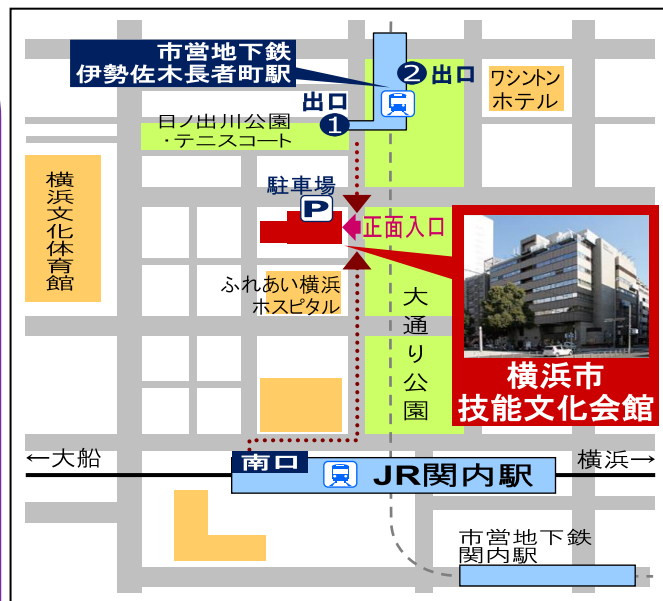 市営地下鉄
伊勢佐木長者町駅
❷出口
ワシントン
ホテル
出口
❶
日ノ出川公園
・テニスコート
横浜文化体育館
駐車場
P
正面入口
ふれあい横浜
ホスピタル
大通り公園
横浜市
技能文化会館
←大船
南口
JR関内駅
横浜→
市営地下鉄
関内駅